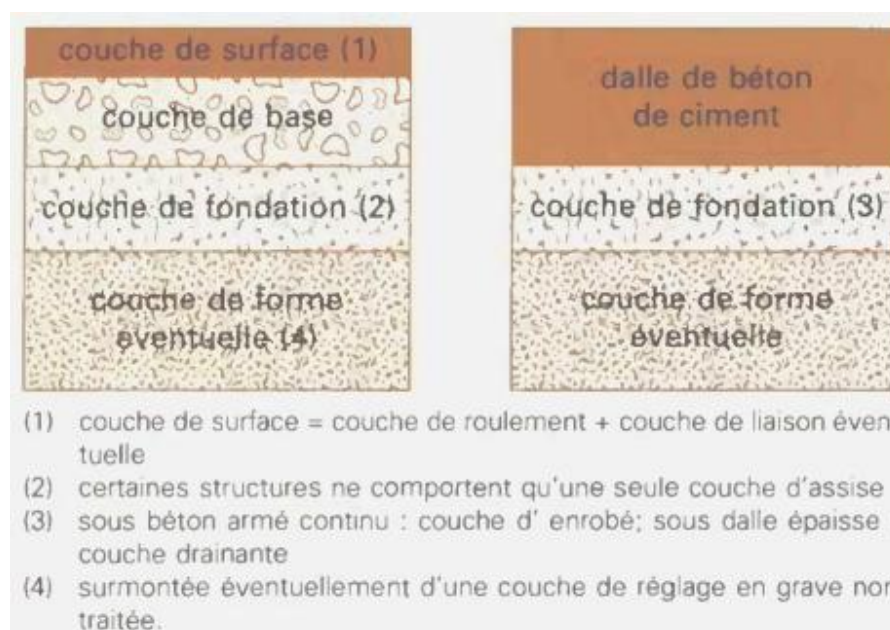 couche de surface (1)
couche de base
couche de fondation (2)
couche de forme
éventuelle (4)
dalle de béton
de ciment
couche de fondation (3)
couche de forme
éventuelle
(1) couche de surface = couche de roulement + couche de liaison éven
tuelle
(2) certaines structures ne comportent qu'une seule couche d'assise
(3) sous béton armé continu : couche d' enrobé; sous dalle épaisse
couche drainante
(4) surmontée éventuellement d'une couche de réglage en grave non
traitée.